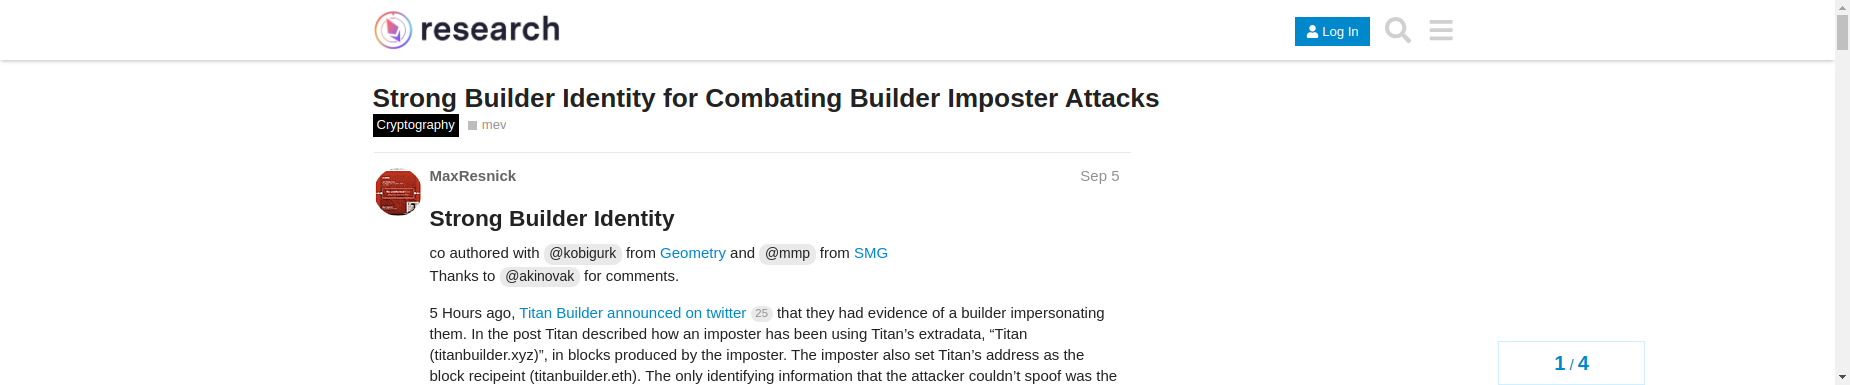 research
Log In
Strong Builder Identity for Combating Builder Imposter Attacks
Cryptography mev
MaxResnick Sep 5
Strong Builder Identity
co authored with @kobigurk from Geometry and @mmp from SMG
Thanks to @akinovak for comments.
5 Hours ago, Titan Builder announced on twitter 25 that they had evidence of a builder impersonating
them. In the post Titan described how an imposter has been using Titan’s extradata, “Titan
(titanbuilder.xyz)”, in blocks produced by the imposter. The imposter also set Titan’s address as the
block recipeint (titanbuilder.eth). The only identifying information that the attacker couldn’t spoof was the
1 / 4